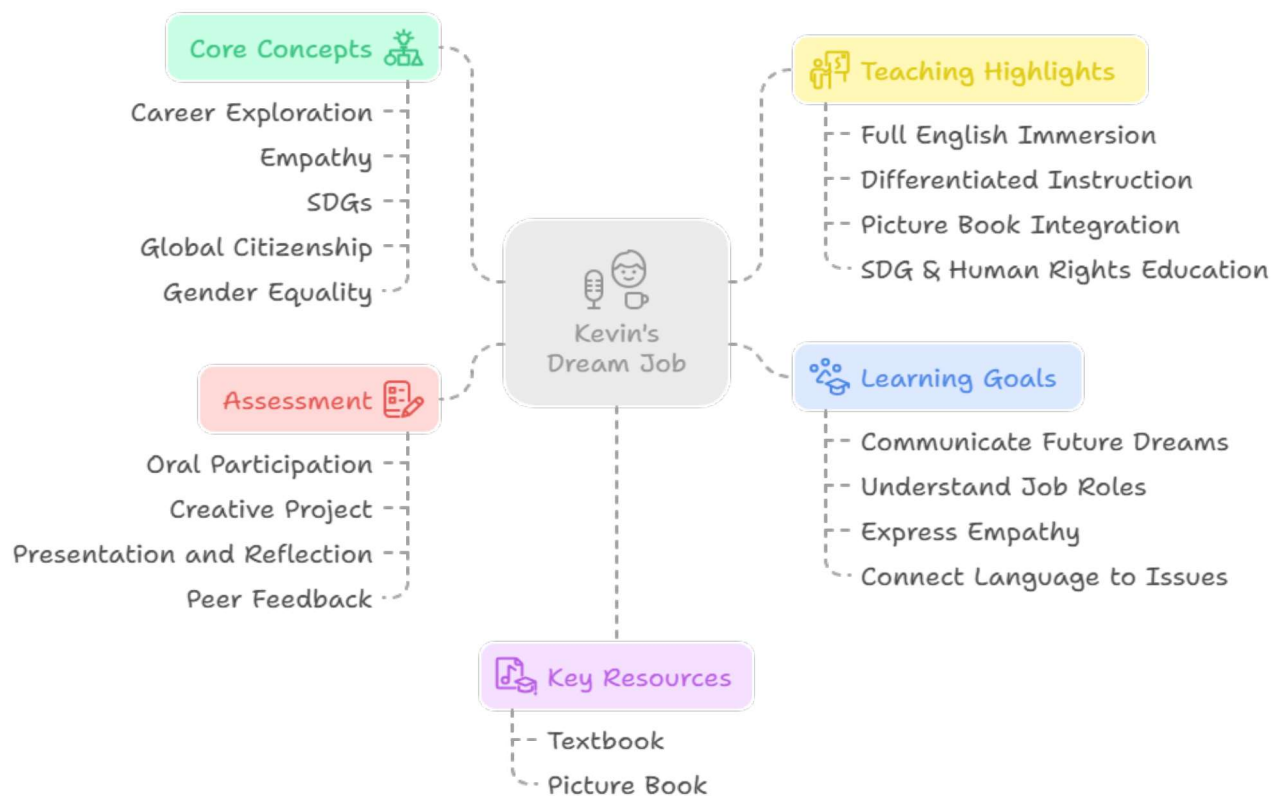 Core Concepts
Career Exploration
Empathy
SDGs
Global Citizenship
Gender Equality
Assessment
Oral Participation
Creative Project
Presentation and Reflection
Peer Feedback
Kevin's
Dream Job
Teaching Highlights
Full English Immersion
Differentiated Instruction
Picture Book Integration
SDG & Human Rights Education
Learning Goals
Communicate Future Dreams
Understand Job Roles
Express Empathy
Connect Language to Issues
Key Resources
Textbook
Picture Book